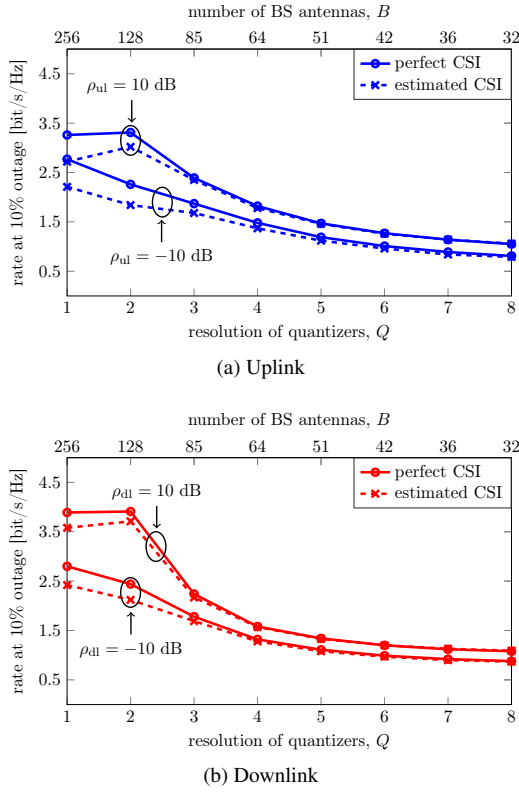 number of BS antennas, B
256 128 85 64 51 42 36 32
4.5
3.5
2.5
1.5
0.5
rate at 10% outage [bit/s/Hz]
perfect CSI
estimated CSI
ρul = 10 dB
ρul = −10 dB
1 2 3 4 5 6 7 8
resolution of quantizers, Q
(a) Uplink
number of BS antennas, B
256 128 85 64 51 42 36 32
4.5
3.5
2.5
1.5
0.5
rate at 10% outage [bit/s/Hz]
perfect CSI
estimated CSI
ρdl = 10 dB
ρdl = −10 dB
1 2 3 4 5 6 7 8
resolution of quantizers, Q
(b) Downlink